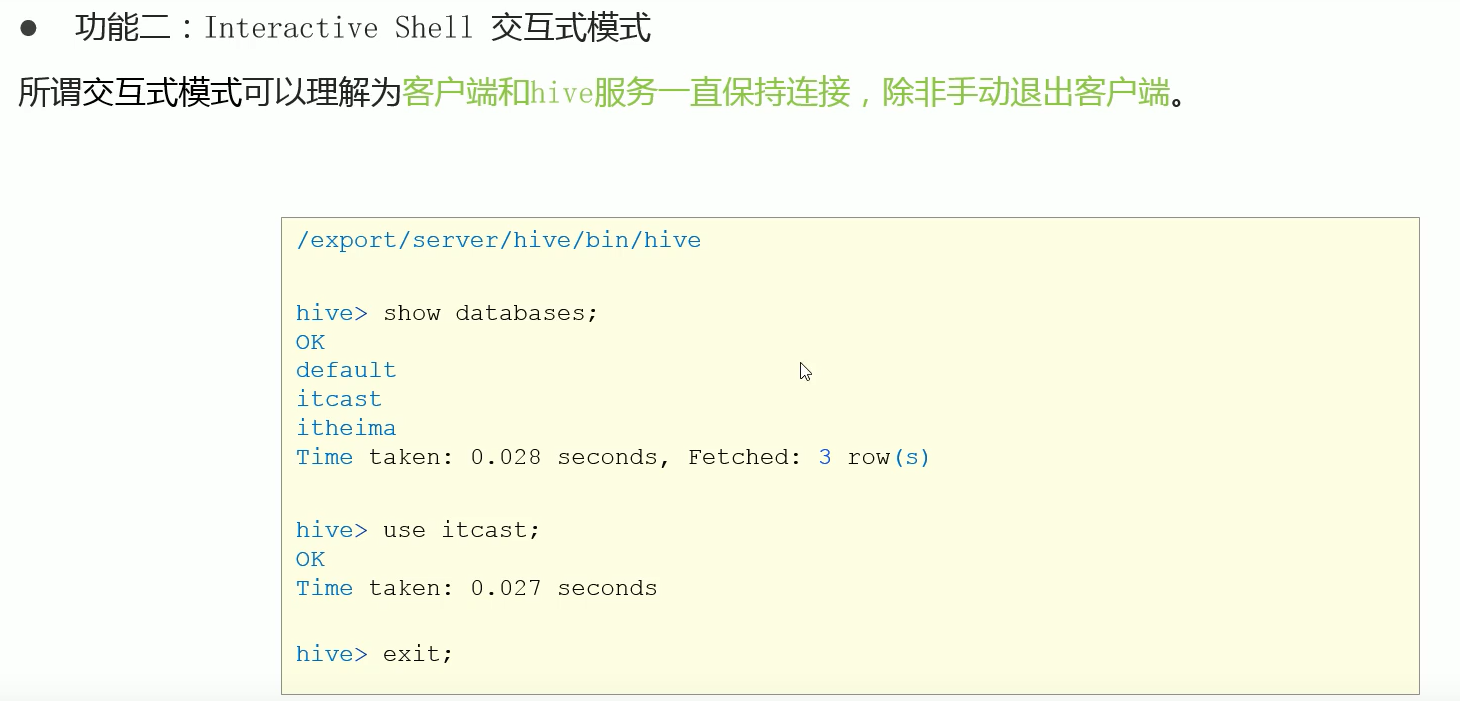 ● 功能二：Interactive Shell 交互式模式
所谓交互式模式可以理解为客户端和hive服务一直保持连接，除非手动退出客户端。
/export/server/hive/bin/hive
hive> show databases;
OK
default
itcast
itheima
Time taken: 0.028 seconds, Fetched: 3 row(s)
hive> use itcast;
OK
Time taken: 0.027 seconds
hive> exit;